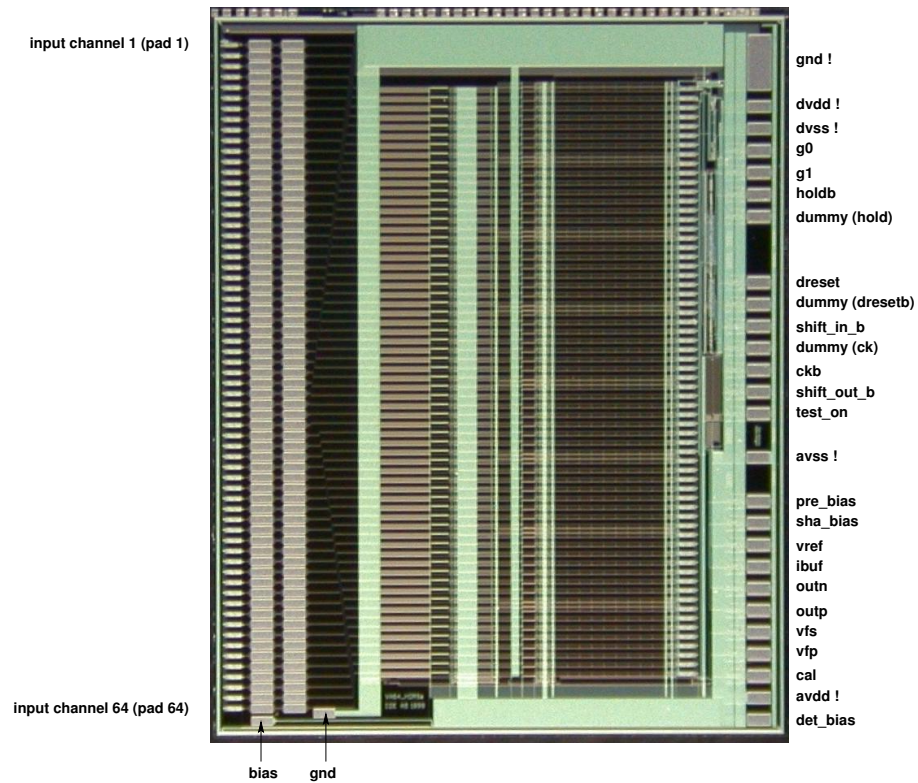 input channel 1 (pad 1)
gnd !
dvdd !
dvss !
g0
g1
holdb
dummy (hold)
dreset
dummy (dresetb)
shift_in_b
dummy (ck)
ckb
shift_out_b
test_on
avss !
pre_bias
sha_bias
vref
ibuf
outn
outp
vfs
vfp
cal
avdd !
det_bias
input channel 64 (pad 64)
bias
gnd